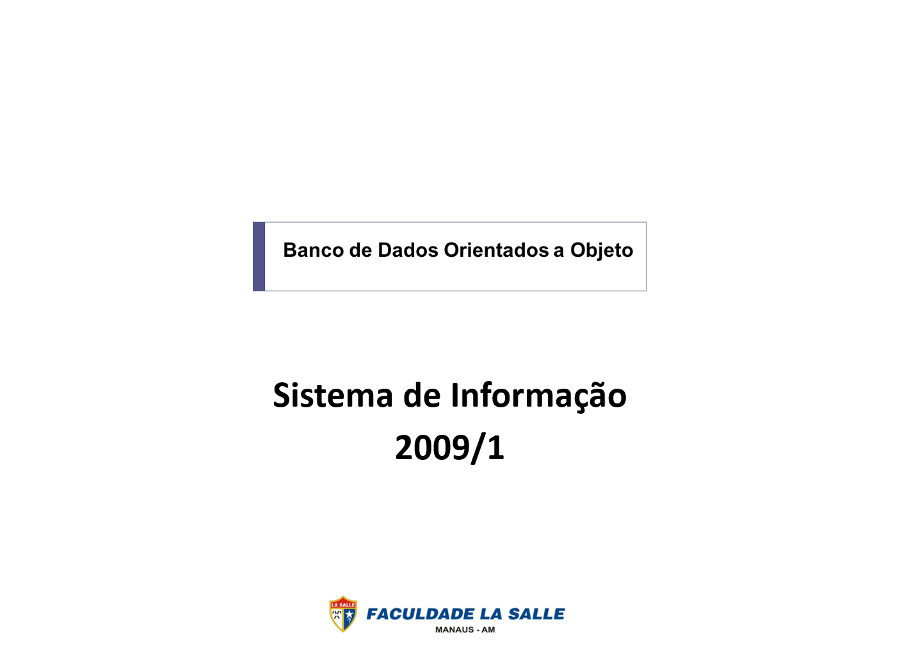 Banco de Dados Orientados a Objeto
Sistema de Informação
2009/1
LA SALLE
FACULDADE LA SALLE
MANAUS - AM